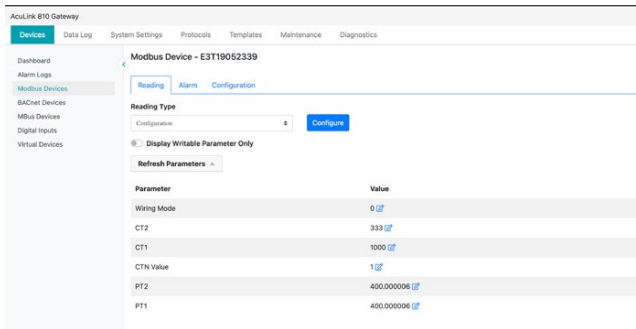 AcuLink 810 Gateway
Devices Data Log System Settings Protocols Templates Maintenance Diagnostics
Dashboard
Alarm Logs
Modbus Devices
BACnet Devices
MBus Devices
Digital Inputs
Virtual Devices
Modbus Device - E3T19052339
Reading Alarm Configuration
Reading Type
Configuration Configure
Display Writable Parameter Only
Refresh Parameters
Parameter Value
Wiring Mode 0
CT2 333
CT1 1000
CTN Value 1
PT2 400.000006
PT1 400.000006